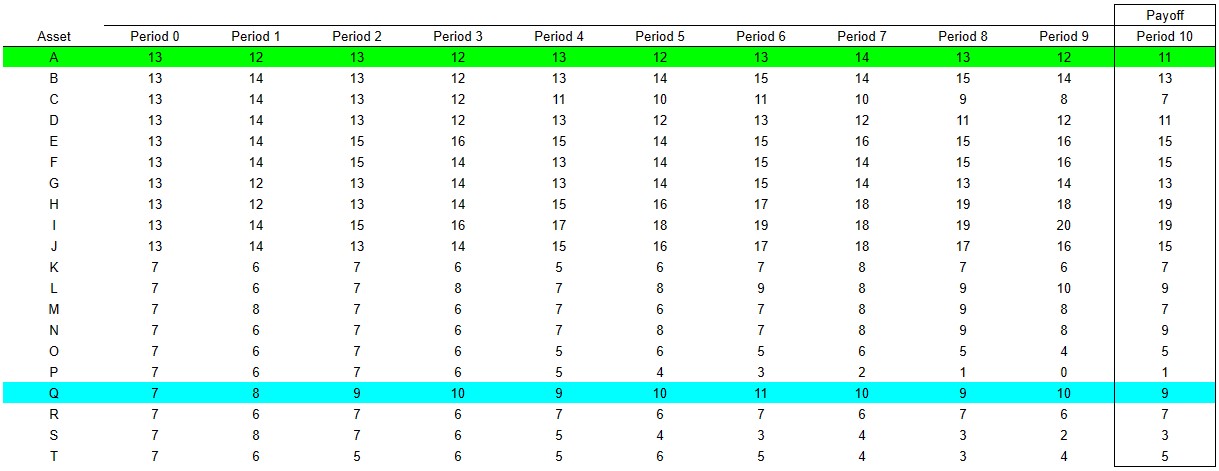 Payoff
Asset Period 0 Period 1 Period 2 Period 3 Period 4 Period 5 Period 6 Period 7 Period 8 Period 9 Period 10
A 13 12 13 12 13 12 13 14 13 12 11
B 13 14 13 12 13 14 15 14 15 14 13
C 13 14 13 12 11 10 11 10 9 8 7
D 13 14 13 12 13 12 13 12 11 12 11
E 13 14 15 16 15 14 15 16 15 16 15
F 13 14 15 14 13 14 15 14 15 16 15
G 13 12 13 14 13 14 15 14 13 14 13
H 13 12 13 14 15 16 17 18 19 18 19
I 13 14 15 16 17 18 19 18 19 20 19
J 13 14 13 14 15 16 17 18 17 16 15
K 7 6 7 6 5 6 7 8 7 6 7
L 7 6 7 8 7 8 9 8 9 10 9
M 7 8 7 6 7 6 7 8 9 8 7
N 7 6 7 6 7 8 7 8 9 8 9
O 7 6 7 6 5 6 5 6 5 4 5
P 7 6 7 6 5 4 3 2 1 0 1
Q 7 8 9 10 9 10 11 10 9 10 9
R 7 6 7 6 7 6 7 6 7 6 7
S 7 8 7 6 5 4 3 4 3 2 3
T 7 6 5 6 5 6 5 4 3 4 5